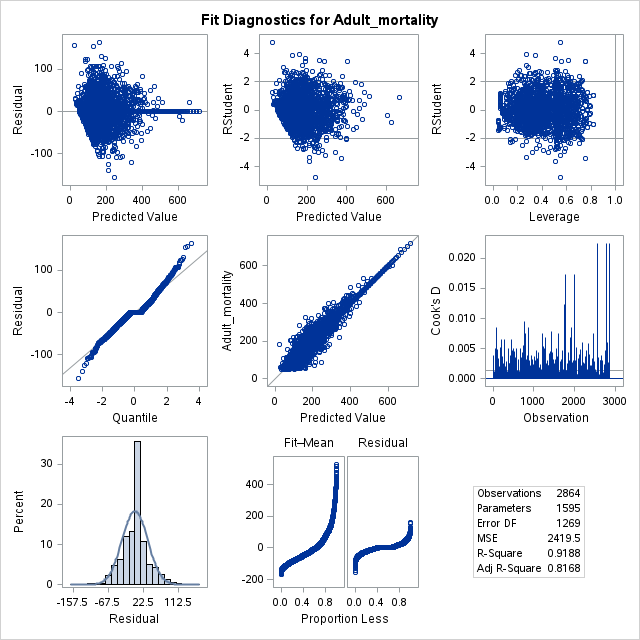 Fit Diagnostics for Adult_mortality
100
0
-100
Residual
0 200 400 600
Predicted Value
4
2
0
-2
-4
RStudent
0 200 400 600
Predicted Value
4
2
0
-2
-4
RStudent
0.0 0.2 0.4 0.6 0.8 1.0
Leverage
100
0
-100
Residual
-4 -2 0 2 4
Quantile
600
400
200
0
Adult_mortality
0 200 400 600
Predicted Value
0.020
0.015
0.010
0.005
0.000
Cook's D
0 1000 2000 3000
Observation
30
20
10
0
Percent
-157.5 -67.5 22.5 112.5
Residual
Fit–Mean Residual
400
200
0
-200
0.0 0.4 0.8 0.0 0.4 0.8
Proportion Less
Observations 2864
Parameters 1595
Error DF 1269
MSE 2419.5
R-Square 0.9188
Adj R-Square 0.8168